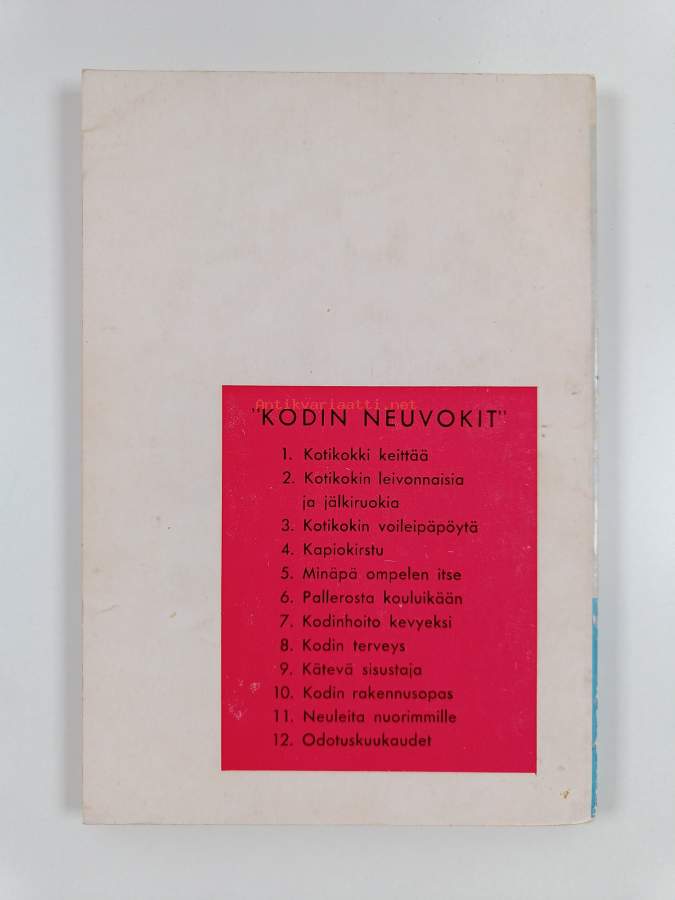 Antikvariaatti.net
"KODIN NEUVOKIT"
1. Kotikokki keittää
2. Kotikokin leivonnaisia
ja jälkiruokia
3. Kotikokin voileipäpöytä
4. Kapiokirstu
5. Minäpä ompelen itse
6. Pallerosta kouluikään
7. Kodinhoito kevyeksi
8. Kodin terveys
9. Kätevä sisustaja
10. Kodin rakennusopas
11. Neuleita nuorimmille
12. Odotuskuukaudet